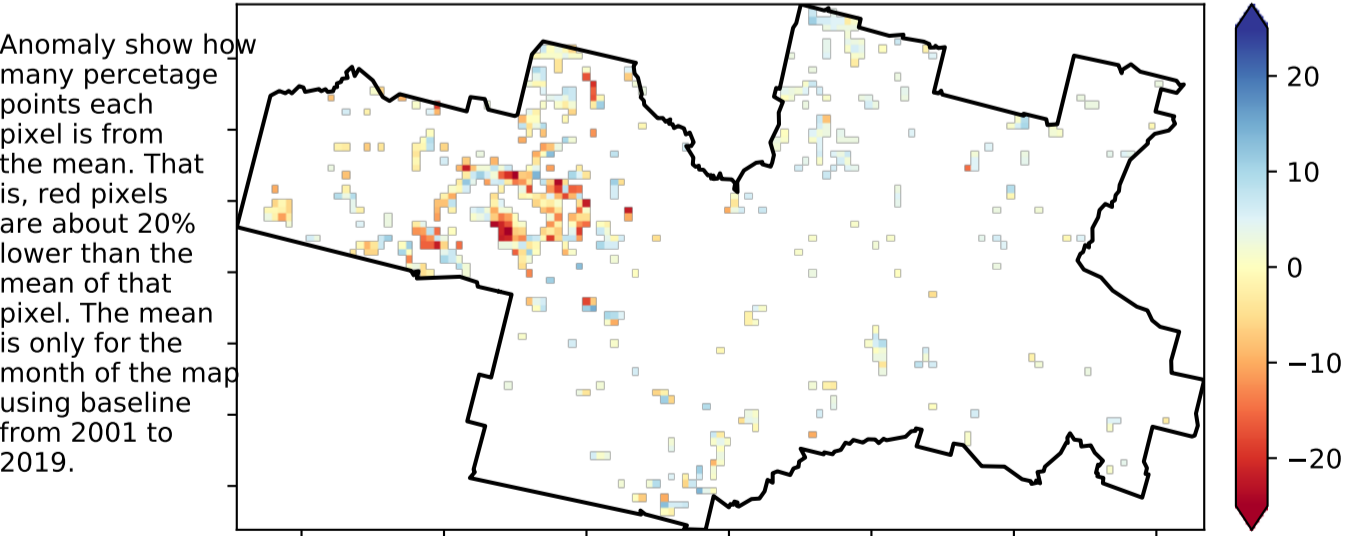 Anomaly show how
many percetage
points each
pixel is from
the mean. That
is, red pixels
are about 20%
lower than the
mean of that
pixel. The mean
is only for the
month of the map
using baseline
from 2001 to
2019.
20
10
0
−10
−20